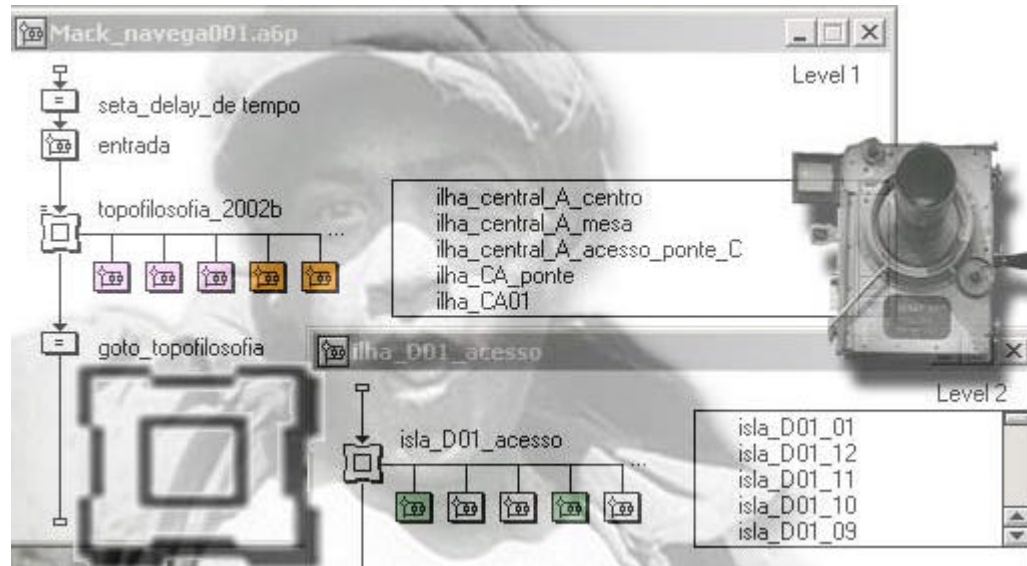 Mack_navega001.a6p
Level 1
seta_delay_de tempo
entrada
topofilosofia_2002b
...
ilha_central_A_centro
ilha_central_A_mesa
ilha_central_A_acesso_ponte_C
ilha_CA_ponte
ilha_CA01
goto_topofilosofia
ilha_D01_acesso
Level 2
isla_D01_acesso
...
isla_D01_01
isla_D01_12
isla_D01_11
isla_D01_10
isla_D01_09